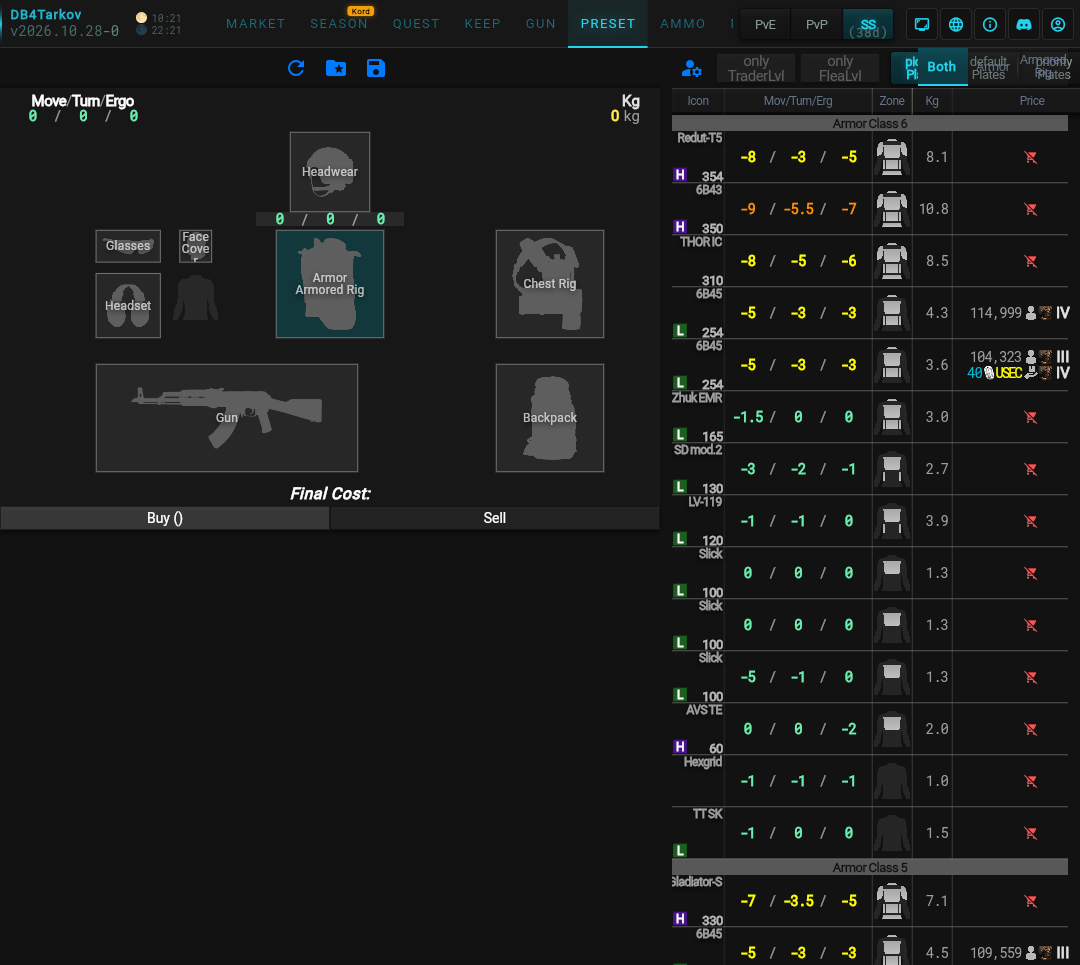 DB4Tarkov
v2026.10.28-0
10:21
22:21
MARKET
SEASON
Kord
QUEST
KEEP
GUN
PRESET
AMMO
PvE
PvP
SS
(38d)
only
TraderLvl
only
FleaLvl
Both
default
Plates
Armor
Armored
Rig
priority
Plates
Move/Turn/Ergo
0 / 0 / 0
Kg
0 kg
Headwear
0 / 0 / 0
Glasses
Face
Cove
Headset
Armor
Armored Rig
Chest Rig
Gun
Backpack
Final Cost:
Buy ()
Sell
Icon Mov/Tum/Erg Zone Kg Price
Armor Class 6
Redut-T5
H 354 -8 / -3 / -5 8.1
6B43
H 350 -9 / -5.5 / -7 10.8
THOR IC
310 -8 / -5 / -6 8.5
6B45
L 254 -5 / -3 / -3 4.3 114,999 IV
6B45
L 254 -5 / -3 / -3 3.6 104,323 III
40 USEC IV
Zhuk EMR
L 165 -1.5 / 0 / 0 3.0
SD mod.2
L 130 -3 / -2 / -1 2.7
LV-119
L 120 -1 / -1 / 0 3.9
Slick
L 100 0 / 0 / 0 1.3
Slick
L 100 0 / 0 / 0 1.3
Slick
L 100 -5 / -1 / 0 1.3
AVS TE
H 60 0 / 0 / -2 2.0
Hexgrid
-1 / -1 / -1 1.0
TT SK
L -1 / 0 / 0 1.5
Armor Class 5
Gladiator-S
H 330 -7 / -3.5 / -5 7.1
6B45
-5 / -3 / -3 4.5 109,559 III